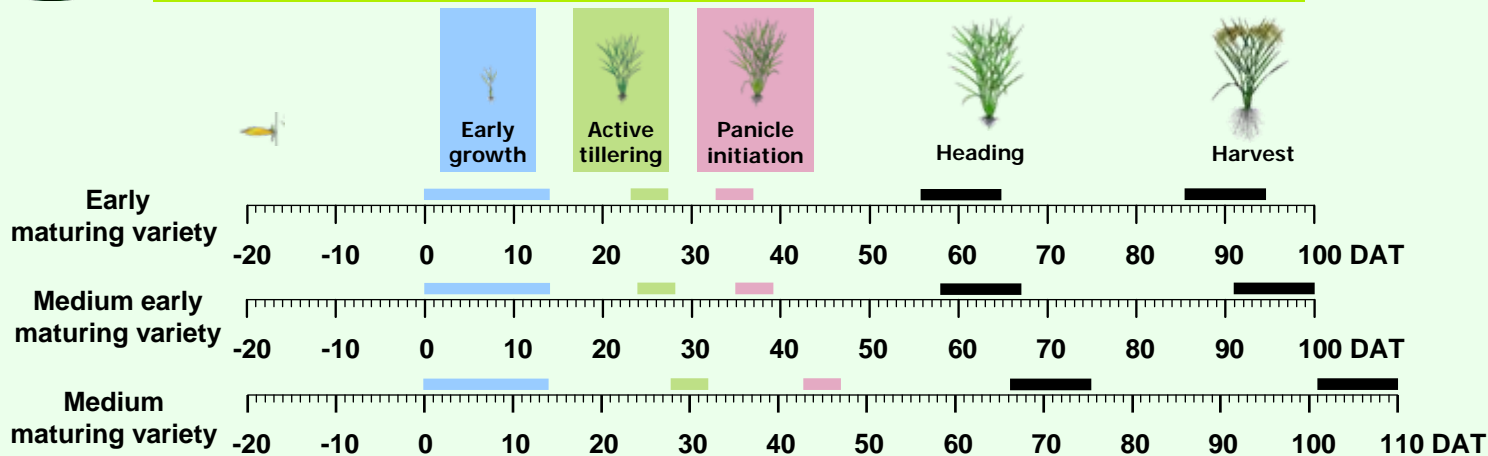 Early
growth
Active
tillering
Panicle
initiation
Heading
Harvest
Early
maturing variety
-20 -10 0 10 20 30 40 50 60 70 80 90 100 DAT
Medium early
maturing variety
-20 -10 0 10 20 30 40 50 60 70 80 90 100 DAT
Medium
maturing variety
-20 -10 0 10 20 30 40 50 60 70 80 90 100 110 DAT